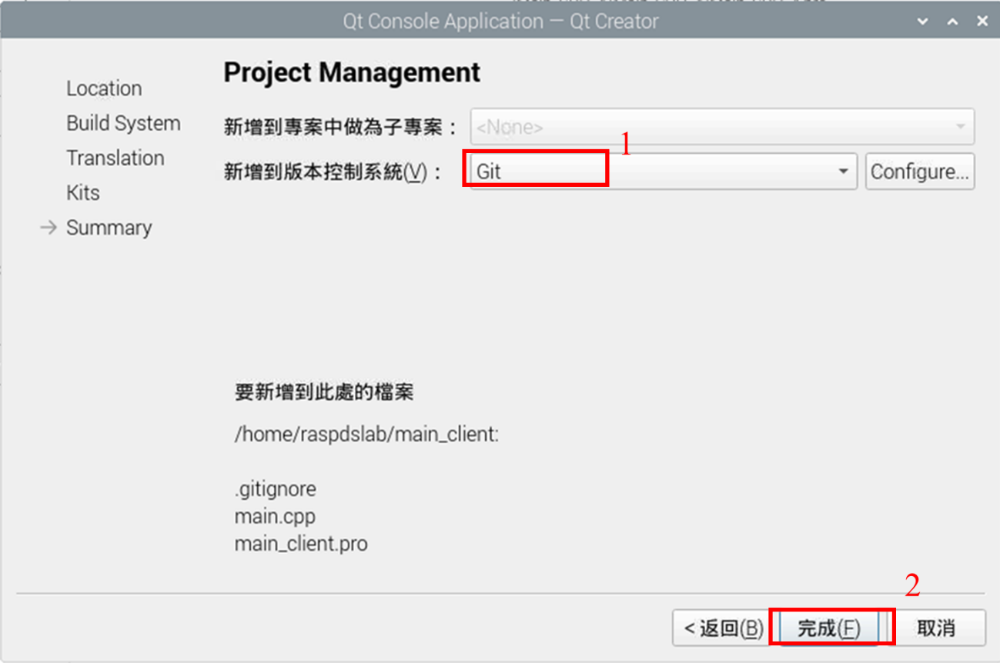 Qt Console Application — Qt Creator
Project Management
Location
Build System
Translation
Kits
Summary
新增到專案中做為子專案：
<None>
1
新增到版本控制系統(V)：
Git
Configure...
要新增到此處的檔案
/home/raspdslab/main_client:
.gitignore
main.cpp
main_client.pro
2
< 返回(B)
完成(F)
取消